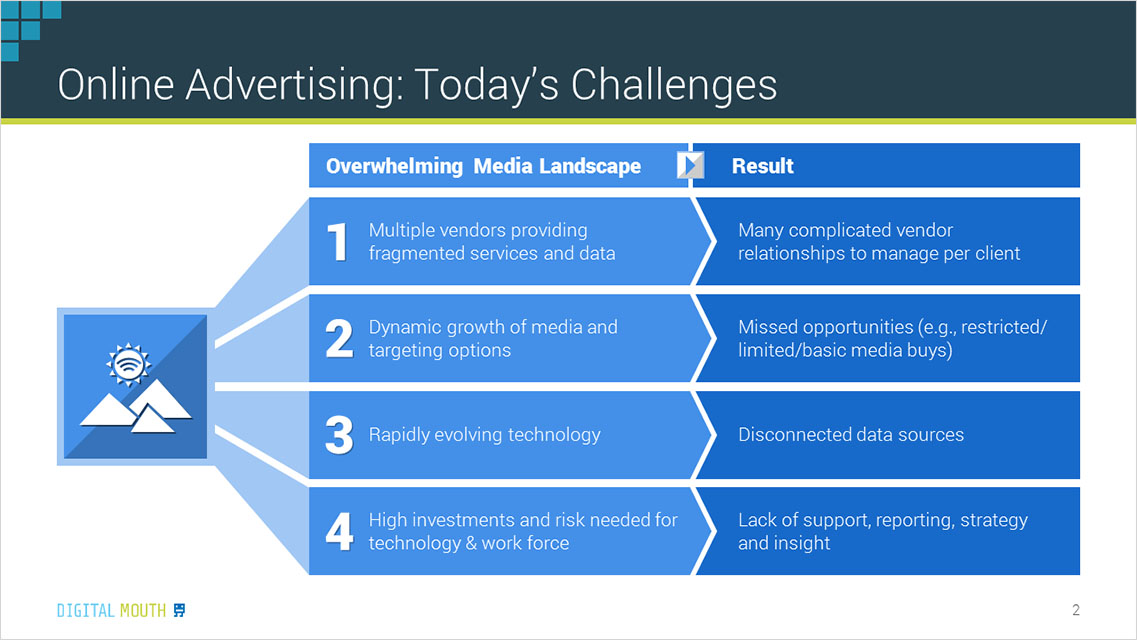 Online Advertising: Today's Challenges
Overwhelming Media Landscape
Result
1
Multiple vendors providing
fragmented services and data
Many complicated vendor
relationships to manage per client
2
Dynamic growth of media and
targeting options
Missed opportunities (e.g., restricted/
limited/basic media buys)
3
Rapidly evolving technology
Disconnected data sources
4
High investments and risk needed for
technology & work force
Lack of support, reporting, strategy
and insight
DIGITAL MOUTH
2